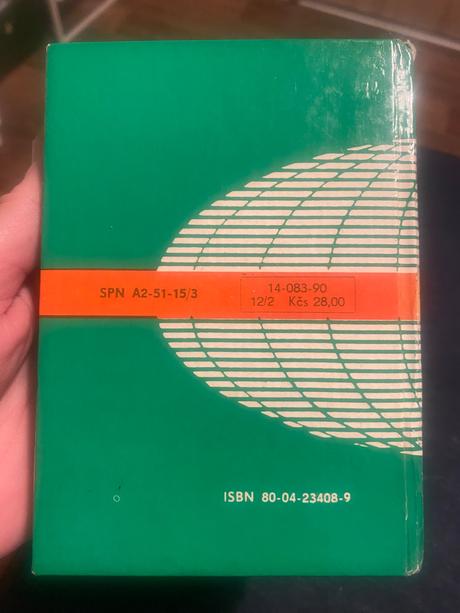 SPN A2-51-15/3
14-083-90
12/2 Kčs 28,00
ISBN 80-04-23408-9